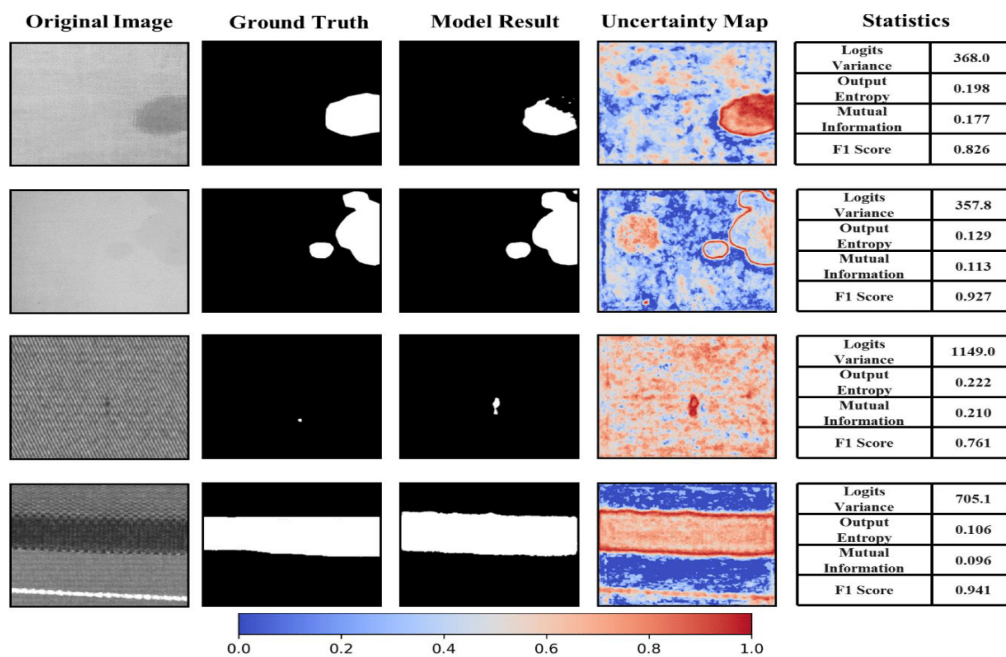 Original Image Ground Truth Model Result Uncertainty Map Statistics
Logits
Variance
368.0
Output
Entropy
0.198
Mutual
Information
0.177
F1 Score
0.826
Logits
Variance
357.8
Output
Entropy
0.129
Mutual
Information
0.113
F1 Score
0.927
Logits
Variance
1149.0
Output
Entropy
0.222
Mutual
Information
0.210
F1 Score
0.761
Logits
Variance
705.1
Output
Entropy
0.106
Mutual
Information
0.096
F1 Score
0.941
0.0 0.2 0.4 0.6 0.8 1.0